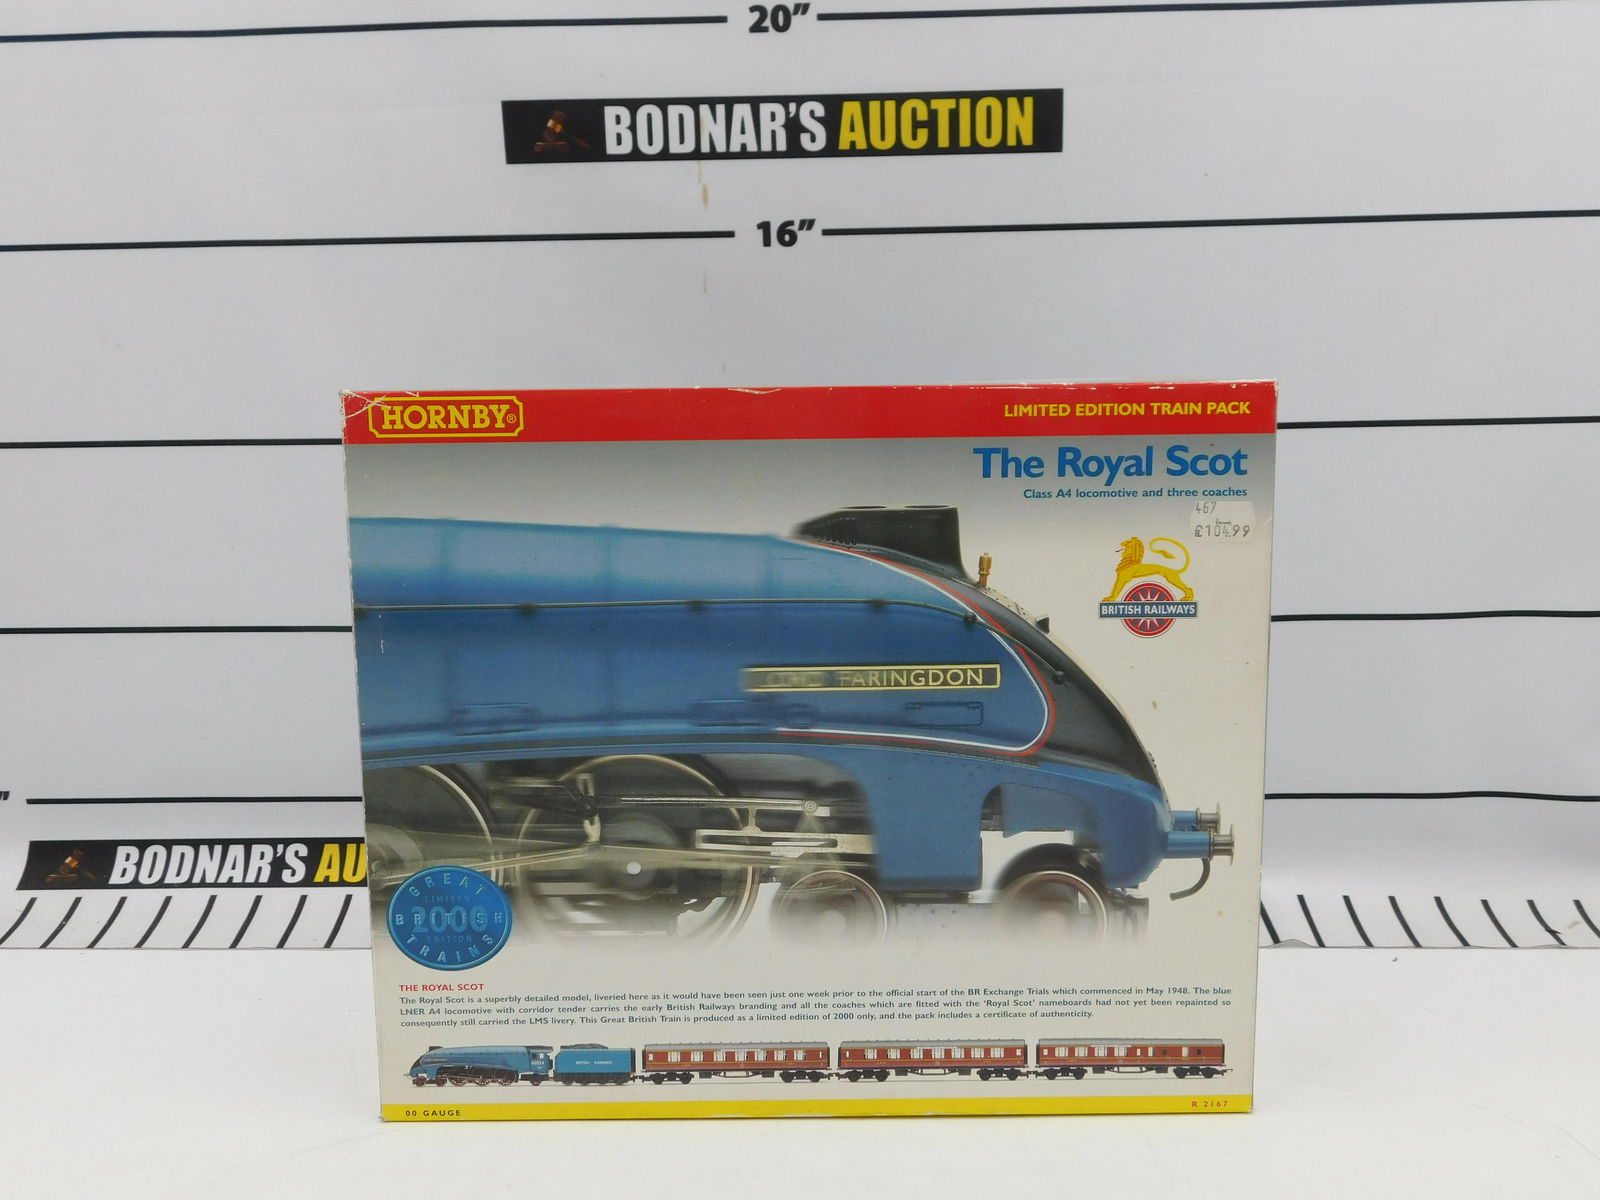 20”
BODNAR'S AUCTION
16”
HORNBY®
LIMITED EDITION TRAIN PACK
The Royal Scot
Class A4 locomotive and three coaches
467
£104.99
BRITISH RAILWAYS
FARINGDON
”
BODNAR'S AU
GREAT
LIMITED
BRITISH
2000
EDITION
TRAINS
THE ROYAL SCOT
The Royal Scot is a superbly detailed model, liveried here as it would have been seen just one week prior to the official start of the BR Exchange Trials which commenced in May 1948. The blue
LNER A4 locomotive with corridor tender carries the early British Railways branding and all the coaches which are fitted with the 'Royal Scot' nameboards had not yet been repainted so
consequently still carried the LMS livery. This Great British Train is produced as a limited edition of 2000 only, and the pack includes a certificate of authenticity.
BRITISH RAILWAYS
00 GAUGE
R 2167